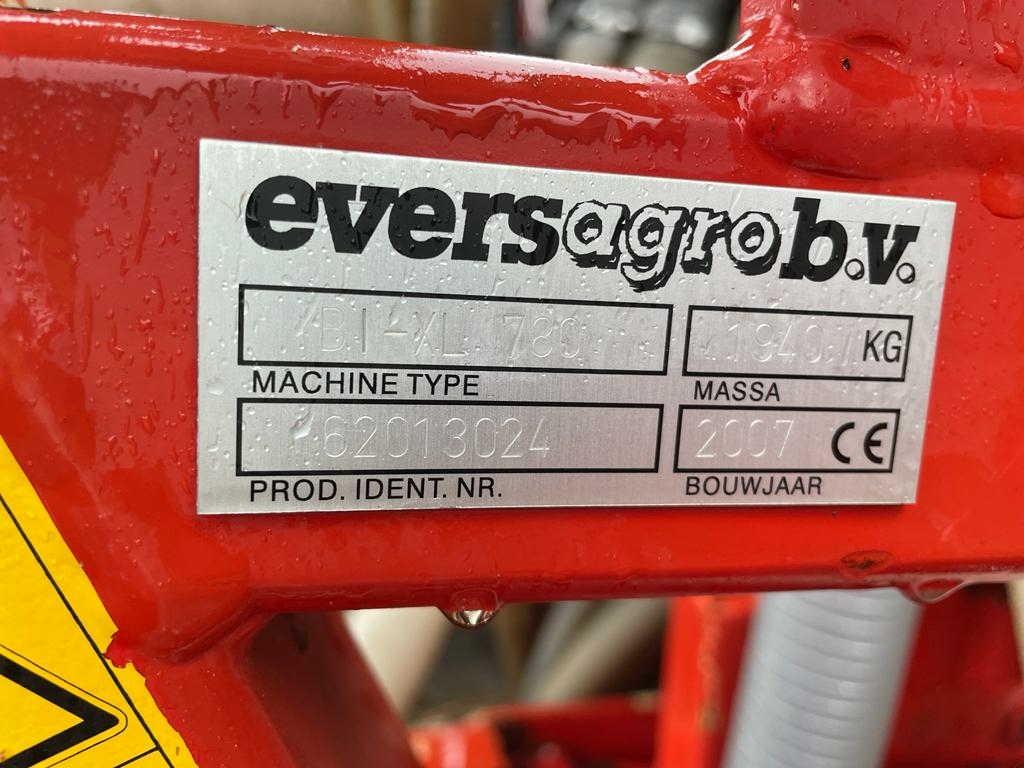 eversagro b.v.
BI-XL 780 1940 KG
MACHINE TYPE MASSA
62013024 2007 CE
PROD. IDENT. NR. BOUWJAAR